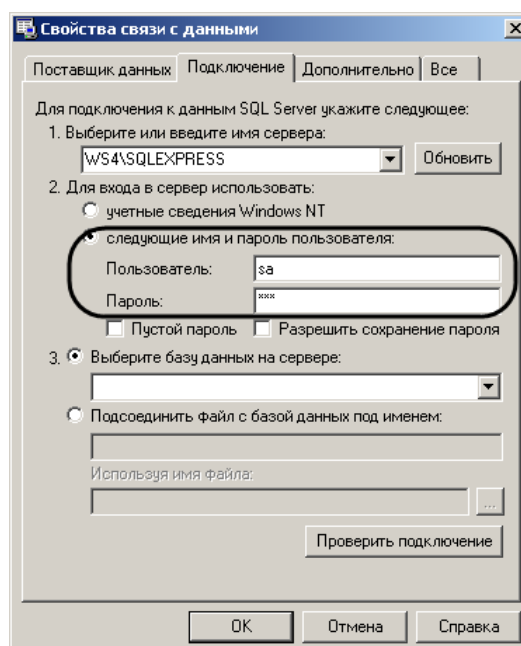 Свойства связи с данными
Поставщик данных Подключение Дополнительно Все
Для подключения к данным SQL Server укажите следующее:
1. Выберите или введите имя сервера:
WS4\SQLEXPRESS Обновить
2. Для входа в сервер использовать:
учетные сведения Windows NT
следующие имя и пароль пользователя:
Пользователь: sa
Пароль: ***
Пустой пароль Разрешить сохранение пароля
3. Выберите базу данных на сервере:
Подсоединить файл с базой данных под именем:
Используя имя файла:
...
Проверить подключение
OK Отмена Справка